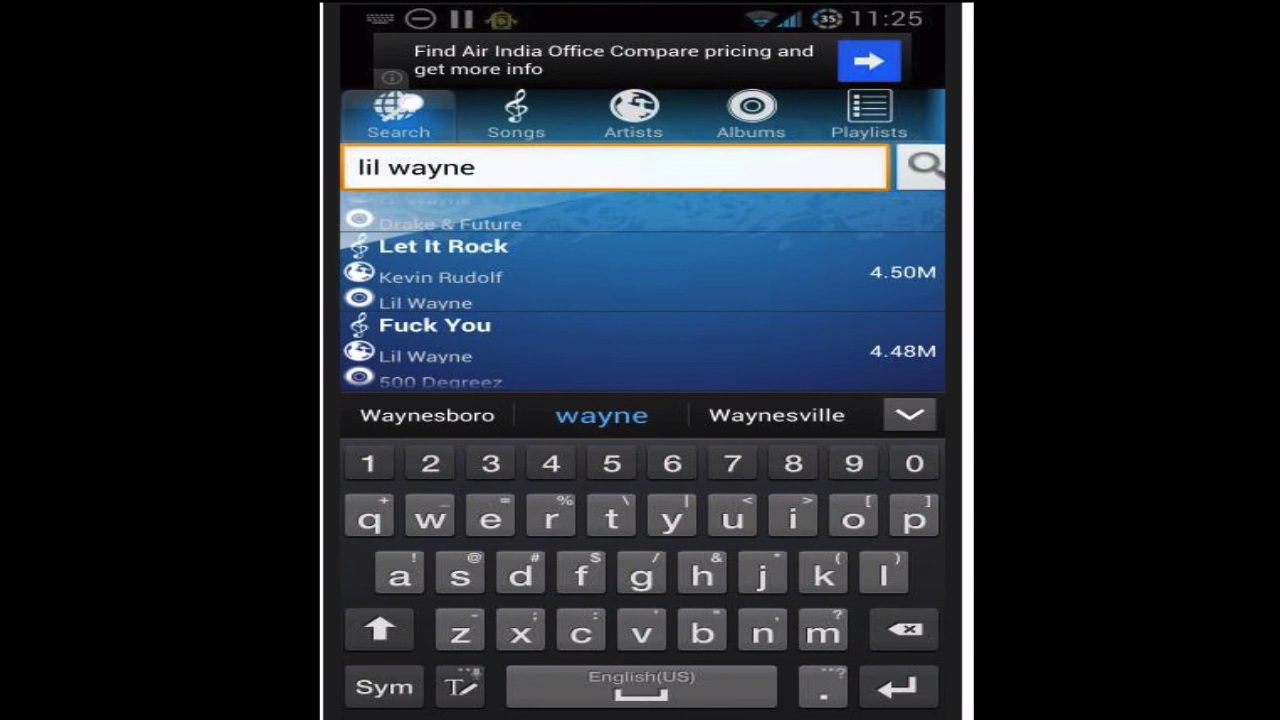 35 11:25
Find Air India Office Compare pricing and
get more info
Search Songs Artists Albums Playlists
lil wayne
Drake & Future
Let It Rock
Kevin Rudolf
4.50M
Lil Wayne
Fuck You
Lil Wayne
4.48M
500 Degreez
Waynesboro wayne Waynesville
1 2 3 4 5 6 7 8 9 0
+ _ = % \ | < > [ ]
q w e r t y u i o p
! @ # $ / & * ( )
a s d f g h j k l
- ; : ' " , ?
z x c v b n m
Sym T English(US) .